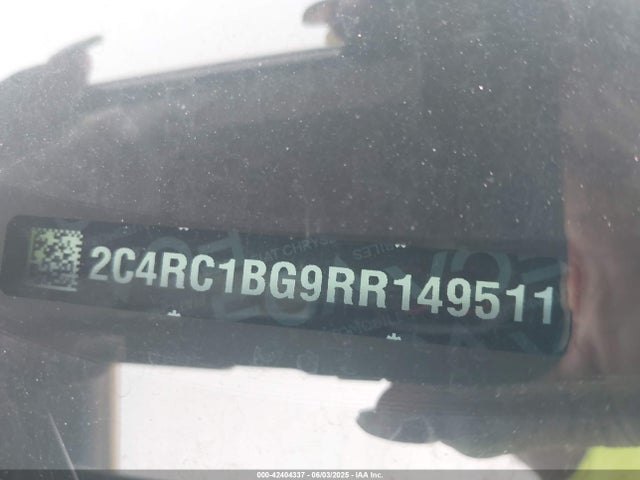 2C4RC1BG9RR149511
000-42404337 - 06/03/2025 - IAA Inc.